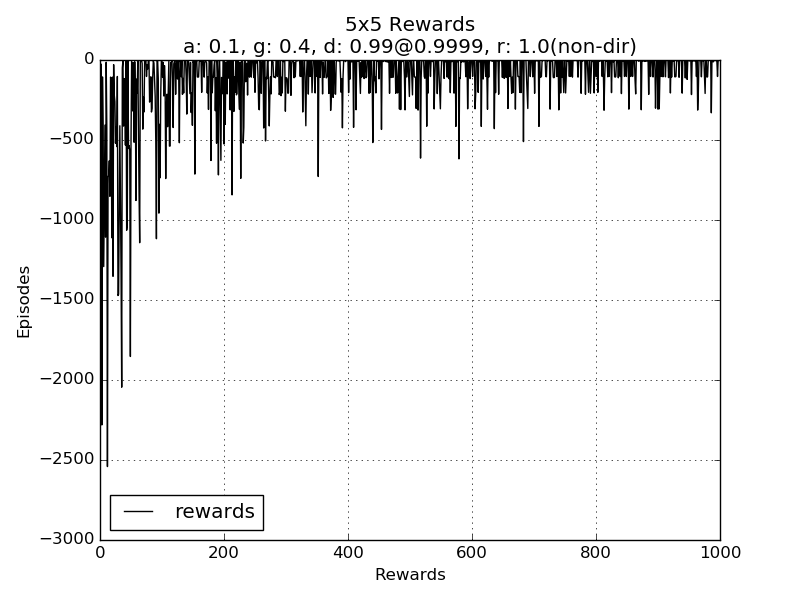 5x5 Rewards
a: 0.1, g: 0.4, d: 0.99@0.9999, r: 1.0(non-dir)
0
−500
−1000
−1500
−2000
−2500
−3000
Episodes
rewards
0 200 400 600 800 1000
Rewards